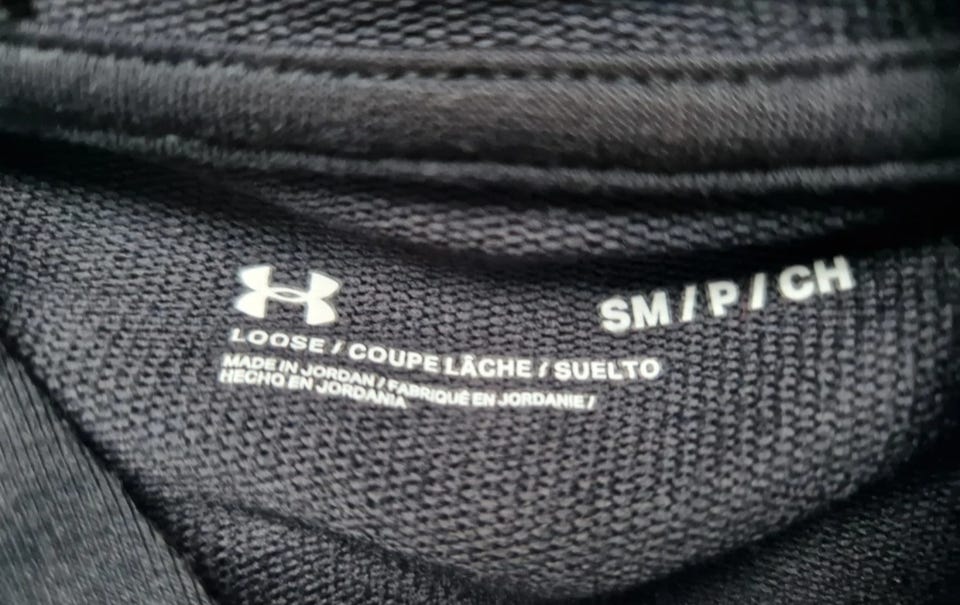 SM / P / CH
LOOSE / COUPE LÂCHE / SUELTO
MADE IN JORDAN / FABRIQUÉ EN JORDANIE /
HECHO EN JORDANIA